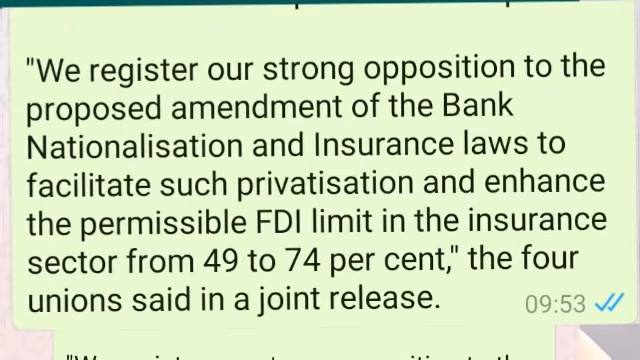 "We register our strong opposition to the
proposed amendment of the Bank
Nationalisation and Insurance laws to
facilitate such privatisation and enhance
the permissible FDI limit in the insurance
sector from 49 to 74 per cent," the four
unions said in a joint release.
09:53
"We